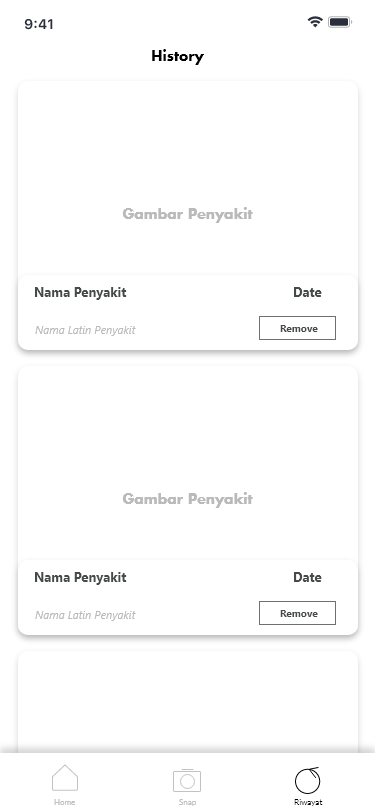 9:41
History
Gambar Penyakit
Nama Penyakit Date
Nama Latin Penyakit Remove
Gambar Penyakit
Nama Penyakit Date
Nama Latin Penyakit Remove
Home Snap Riwayat